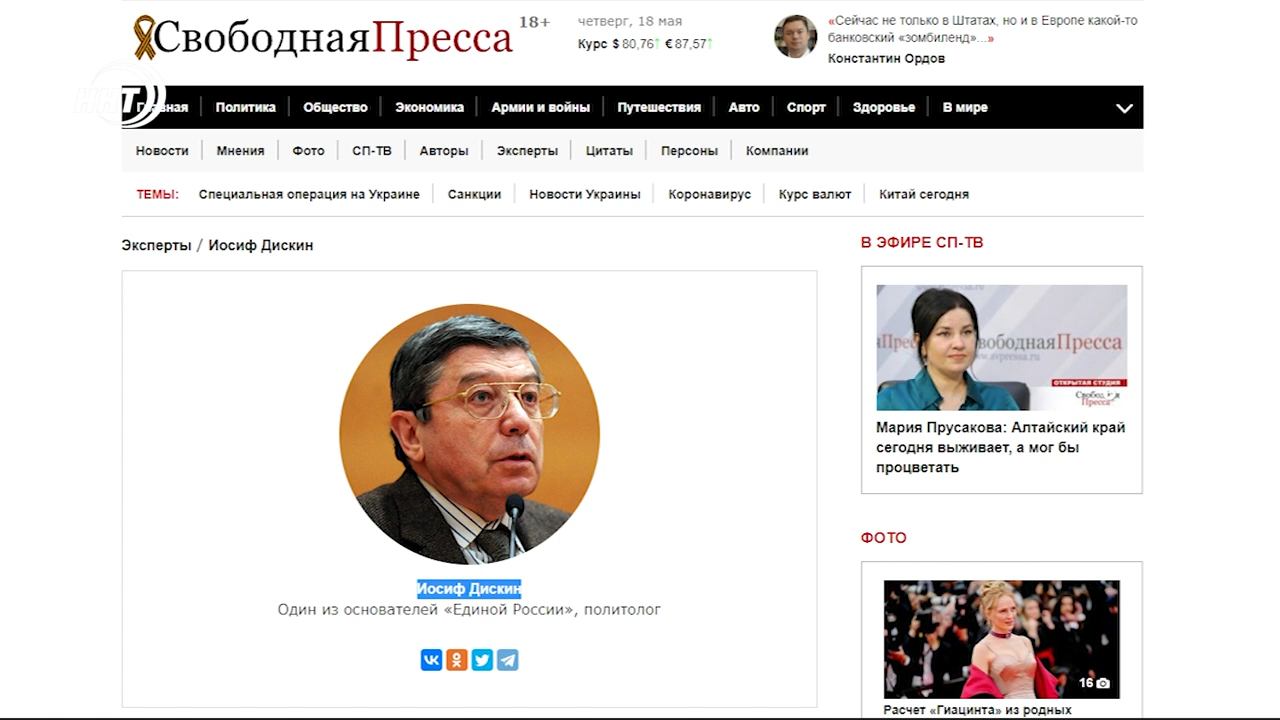 СвободнаяПресса
18+
четверг, 18 мая
Курс $ 80,76↑ € 87,57↑
«Сейчас не только в Штатах, но и в Европе какой-то
банковский «зомбиленд»...»
Константин Ордов
ННТ
Главная Политика Общество Экономика Армии и войны Путешествия Авто Спорт Здоровье В мире
Новости Мнения Фото СП-ТВ Авторы Эксперты Цитаты Персоны Компании
ТЕМЫ: Специальная операция на Украине Санкции Новости Украины Коронавирус Курс валют Китай сегодня
Эксперты / Иосиф Дискин
Иосиф Дискин
Один из основателей «Единой России», политолог
В ЭФИРЕ СП-ТВ
СвободнаяПресса
ОТКРЫТАЯ СТУДИЯ
Мария Прусакова: Алтайский край
сегодня выживает, а мог бы
процветать
ФОТО
16
Расчет «Гиацинта» из родных